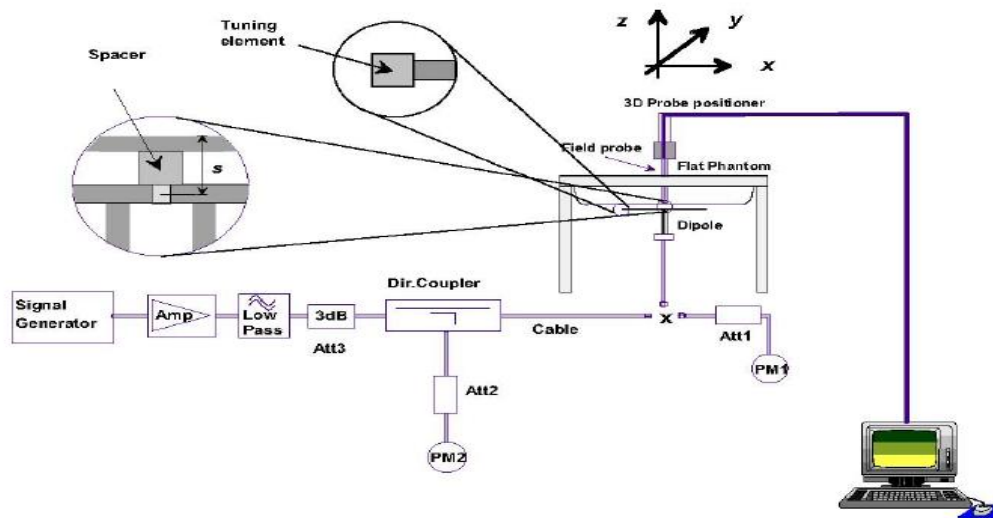 Tuning
element
Spacer
s
z
y
x
3D Probe positioner
Field probe
Flat Phantom
Dipole
Dir.Coupler
Signal
Generator
Amp
Low
Pass
3dB
Att3
Cable
x
Att1
PM1
Att2
PM2